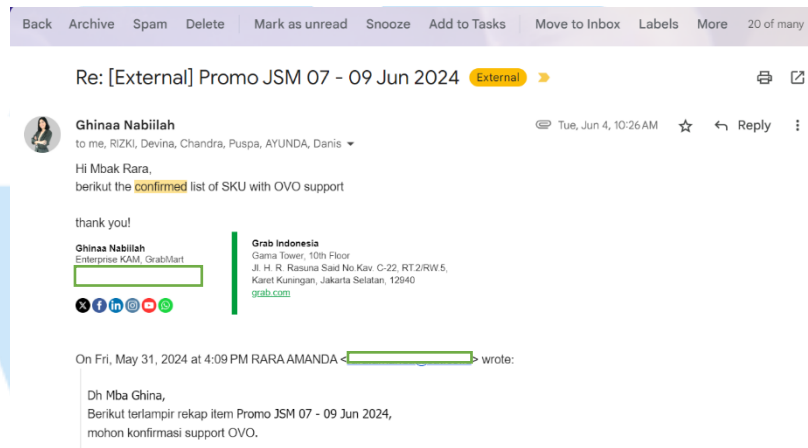 Back Archive Spam Delete Mark as unread Snooze Add to Tasks Move to Inbox Labels More 20 of many
Re: [External] Promo JSM 07 - 09 Jun 2024 External
Ghinaa Nabiilah Tue, Jun 4, 10:26 AM Reply
to me, RIZKI, Devina, Chandra, Puspa, AYUNDA, Danis
Hi Mbak Rara,
berikut the confirmed list of SKU with OVO support
thank you!
Ghinaa Nabiilah
Enterprise KAM, GrabMart
Grab Indonesia
Gama Tower, 10th Floor
Jl. H. R. Rasuna Said No.Kav. C-22, RT.2/RW.5,
Karet Kuningan, Jakarta Selatan, 12940
grab.com
On Fri, May 31, 2024 at 4:09 PM RARA AMANDA < > wrote:
Dh Mba Ghina,
Berikut terlampir rekap item Promo JSM 07 - 09 Jun 2024,
mohon konfirmasi support OVO.